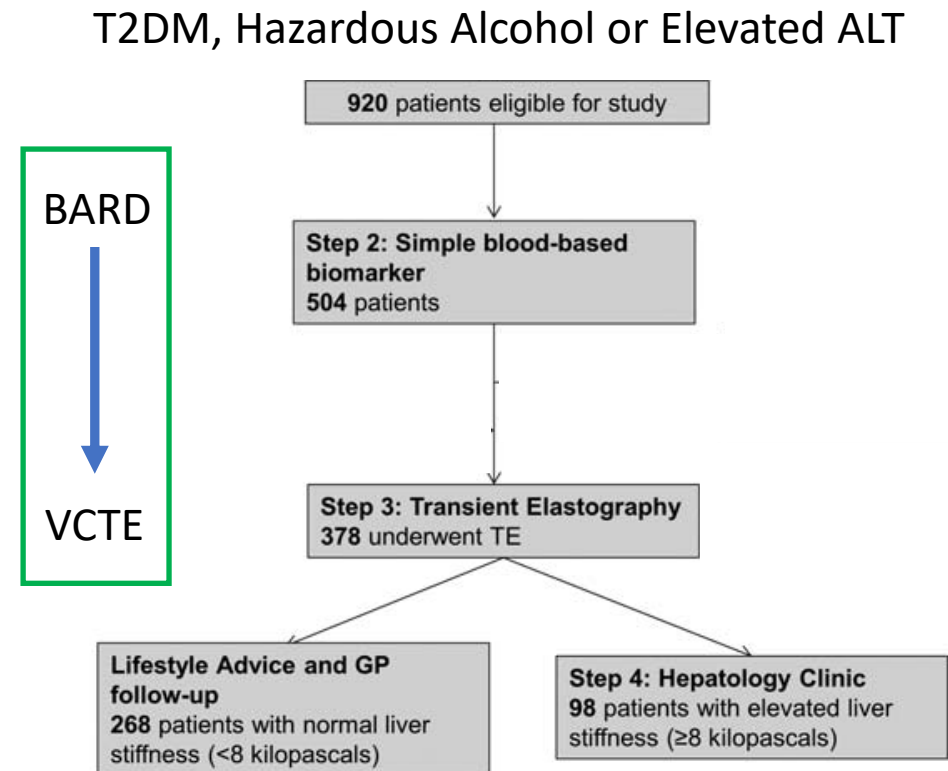 T2DM, Hazardous Alcohol or Elevated ALT
920 patients eligible for study
BARD
VCTE
Step 2: Simple blood-based
biomarker
504 patients
Step 3: Transient Elastography
378 underwent TE
Lifestyle Advice and GP
follow-up
268 patients with normal liver
stiffness (<8 kilopascals)
Step 4: Hepatology Clinic
98 patients with elevated liver
stiffness (≥8 kilopascals)